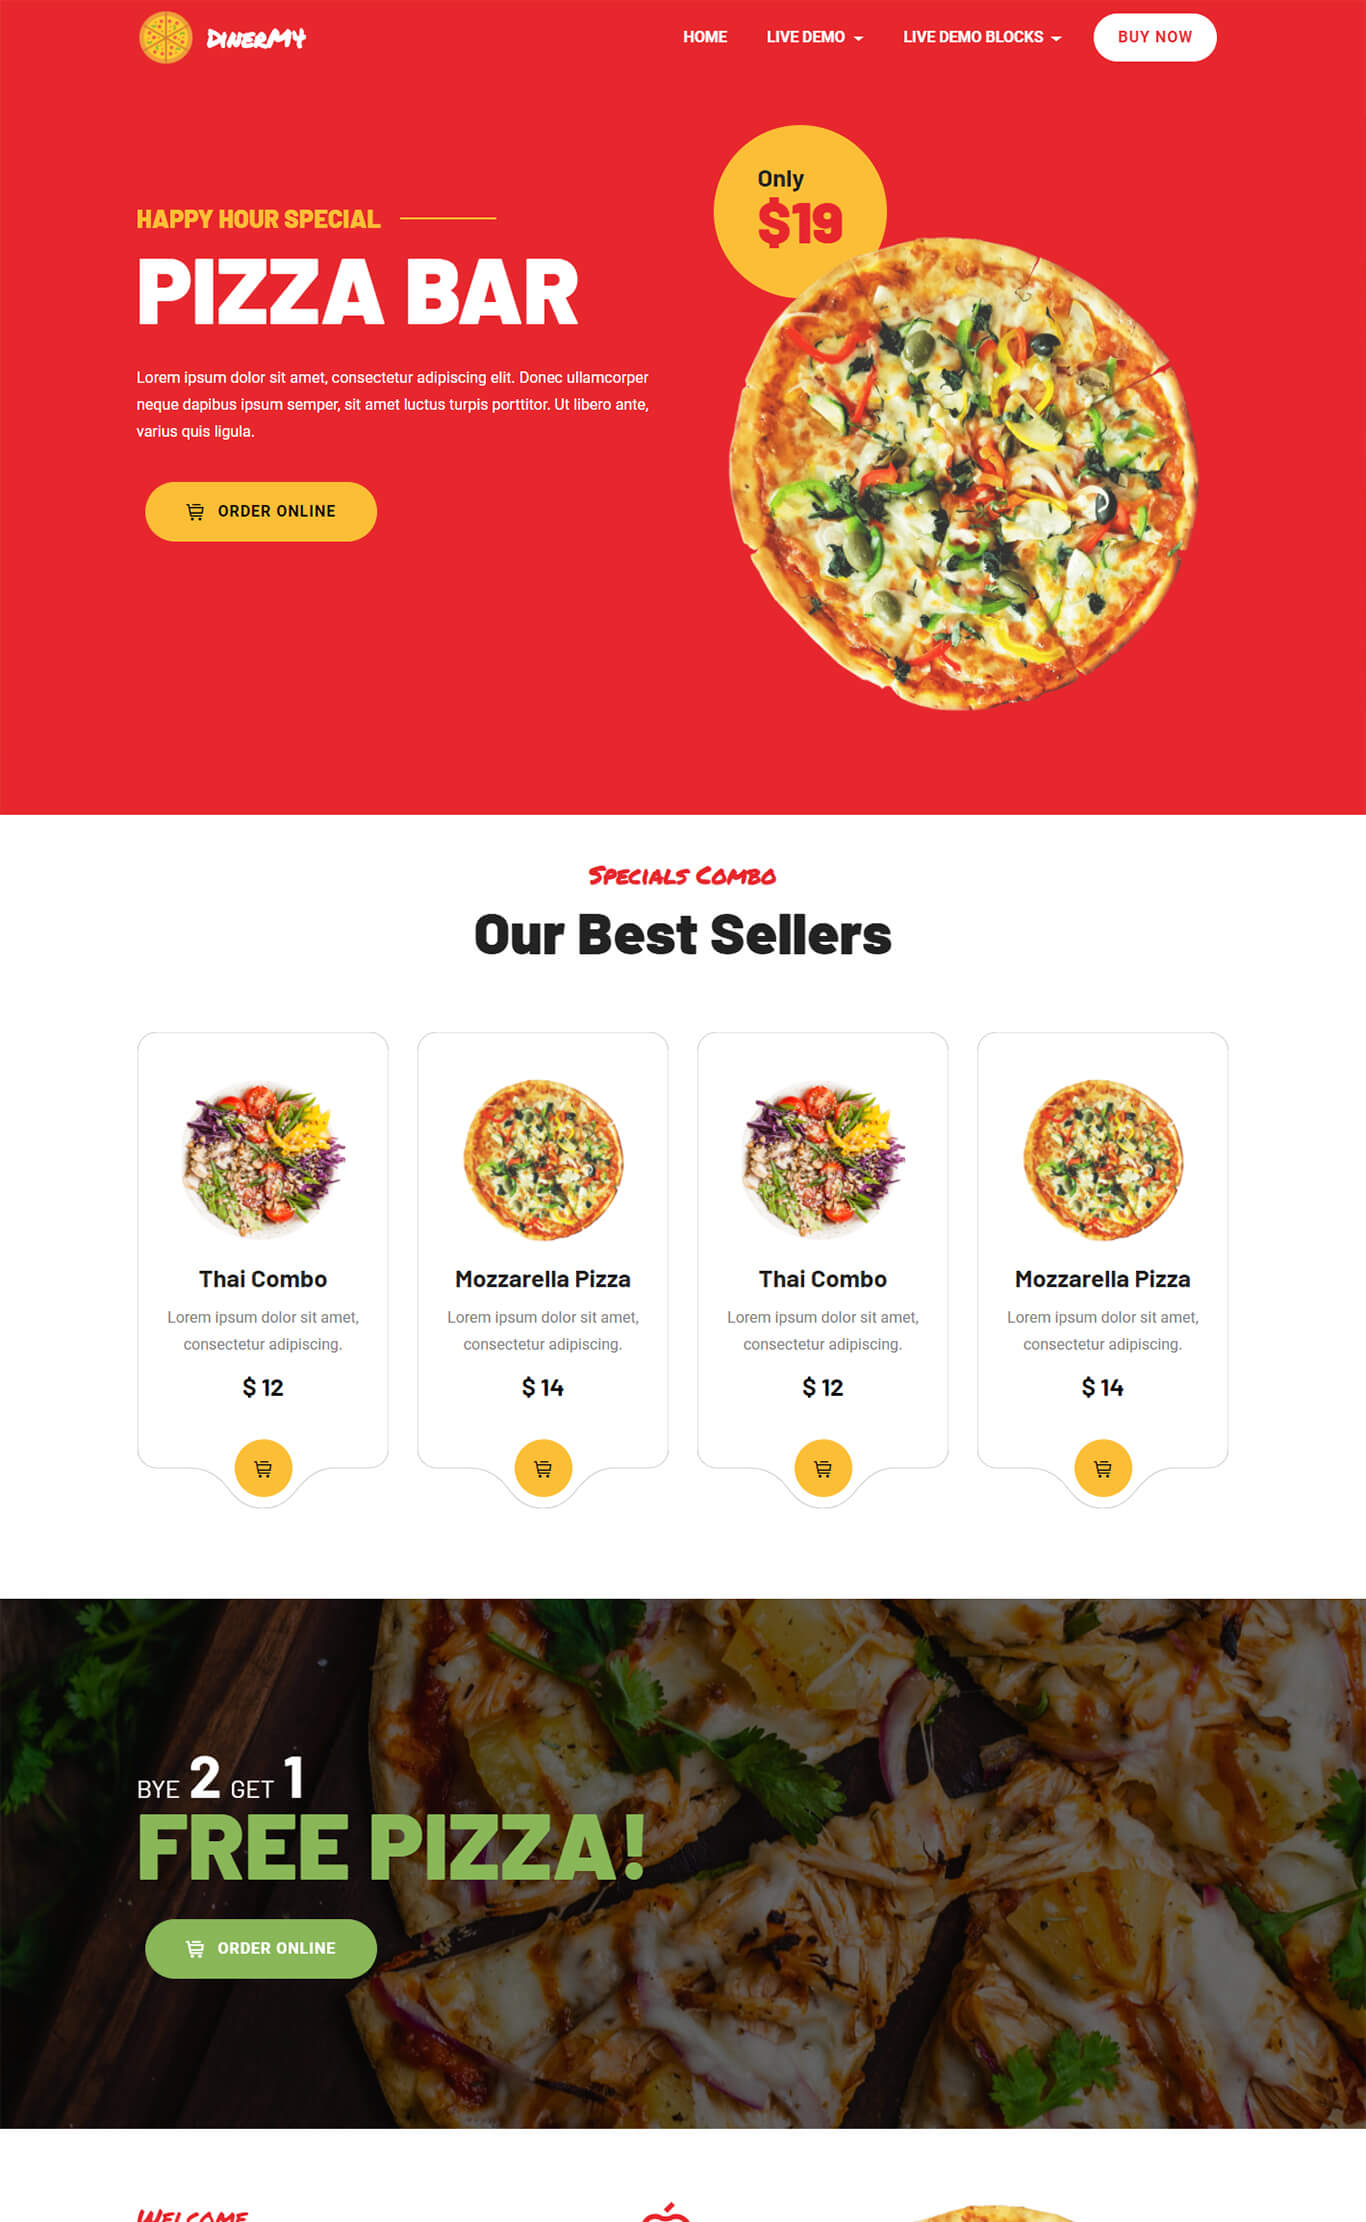 DinerMY
HOME LIVE DEMO LIVE DEMO BLOCKS BUY NOW
Only
$19
HAPPY HOUR SPECIAL
PIZZA BAR
Lorem ipsum dolor sit amet, consectetur adipiscing elit. Donec ullamcorper
neque dapibus ipsum semper, sit amet luctus turpis porttitor. Ut libero ante,
varius quis ligula.
ORDER ONLINE
Specials Combo
Our Best Sellers
Thai Combo
Lorem ipsum dolor sit amet,
consectetur adipiscing.
$ 12
Mozzarella Pizza
Lorem ipsum dolor sit amet,
consectetur adipiscing.
$ 14
Thai Combo
Lorem ipsum dolor sit amet,
consectetur adipiscing.
$ 12
Mozzarella Pizza
Lorem ipsum dolor sit amet,
consectetur adipiscing.
$ 14
BYE 2 GET 1
FREE PIZZA!
ORDER ONLINE
Welcome